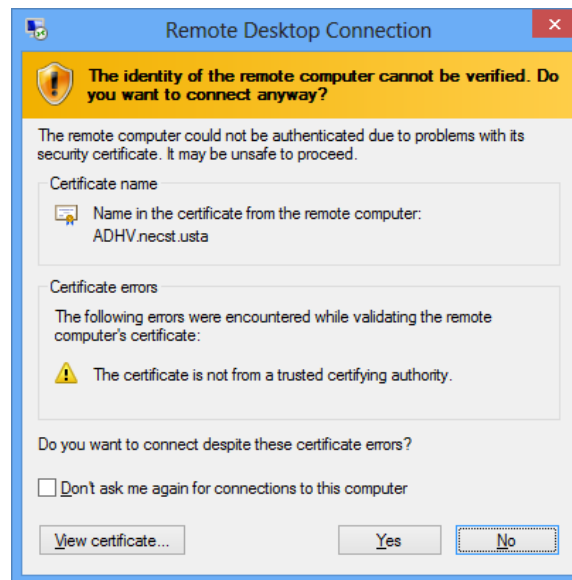 Remote Desktop Connection
The identity of the remote computer cannot be verified. Do
you want to connect anyway?
The remote computer could not be authenticated due to problems with its
security certificate. It may be unsafe to proceed.
Certificate name
Name in the certificate from the remote computer:
ADHV.necst.usta
Certificate errors
The following errors were encountered while validating the remote
computer's certificate:
The certificate is not from a trusted certifying authority.
Do you want to connect despite these certificate errors?
Don't ask me again for connections to this computer
View certificate... Yes No